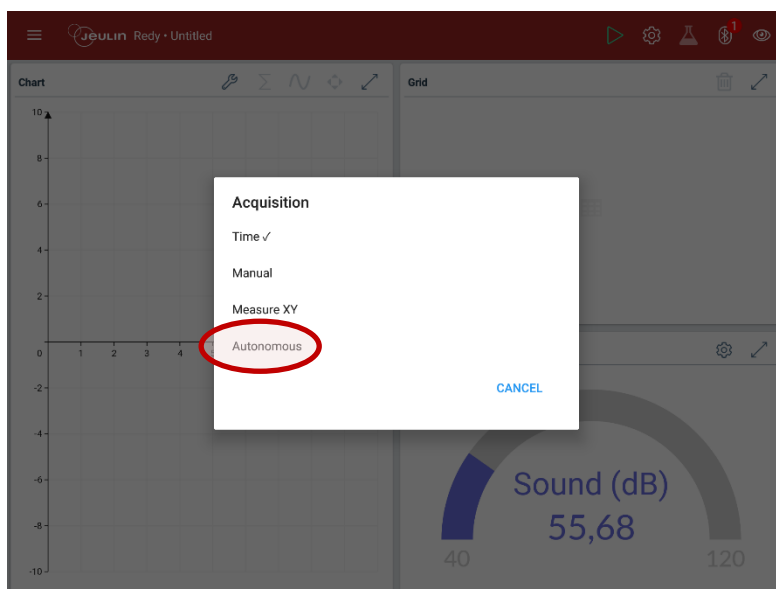 Jeulin Redy • Untitled
1
Chart
Grid
10
8
6
4
2
0 1 2 3 4
-2
-4
-6
-8
-10
Acquisition
Time ✓
Manual
Measure XY
Autonomous
CANCEL
Sound (dB)
55,68
40 120